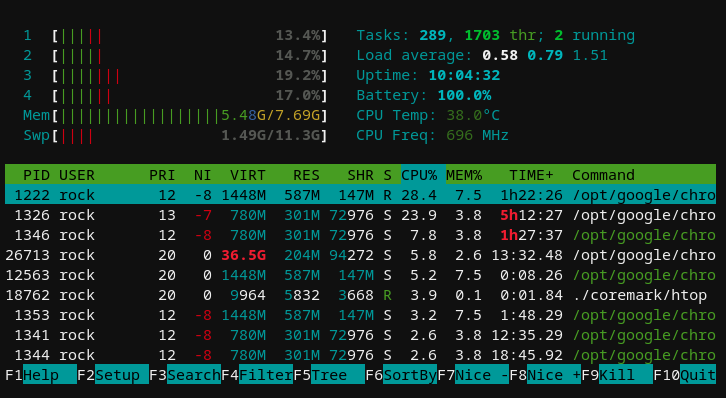 1 [||||| 13.4%] Tasks: 289, 1703 thr; 2 running
2 [||||| 14.7%] Load average: 0.58 0.79 1.51
3 [||||||| 19.2%] Uptime: 10:04:32
4 [|||||| 17.0%] Battery: 100.0%
Mem[||||||||||||||||||5.48G/7.69G] CPU Temp: 38.0°C
Swp[|||| 1.49G/11.3G] CPU Freq: 696 MHz
PID USER PRI NI VIRT RES SHR S CPU% MEM% TIME+ Command
1222 rock 12 -8 1448M 587M 147M R 28.4 7.5 1h22:26 /opt/google/chro
1326 rock 13 -7 780M 301M 72976 S 23.9 3.8 5h12:27 /opt/google/chro
1346 rock 12 -8 780M 301M 72976 S 7.8 3.8 1h27:37 /opt/google/chro
26713 rock 20 0 36.5G 204M 94272 S 5.8 2.6 13:32.48 /opt/google/chro
12563 rock 20 0 1448M 587M 147M S 5.2 7.5 0:08.26 /opt/google/chro
18762 rock 20 0 9964 5832 3668 R 3.9 0.1 0:01.84 ./coremark/htop
1353 rock 12 -8 1448M 587M 147M S 3.2 7.5 1:48.29 /opt/google/chro
1341 rock 12 -8 780M 301M 72976 S 2.6 3.8 12:35.29 /opt/google/chro
1344 rock 12 -8 780M 301M 72976 S 2.6 3.8 18:45.92 /opt/google/chro
F1Help F2Setup F3SearchF4FilterF5Tree F6SortByF7Nice -F8Nice +F9Kill F10Quit